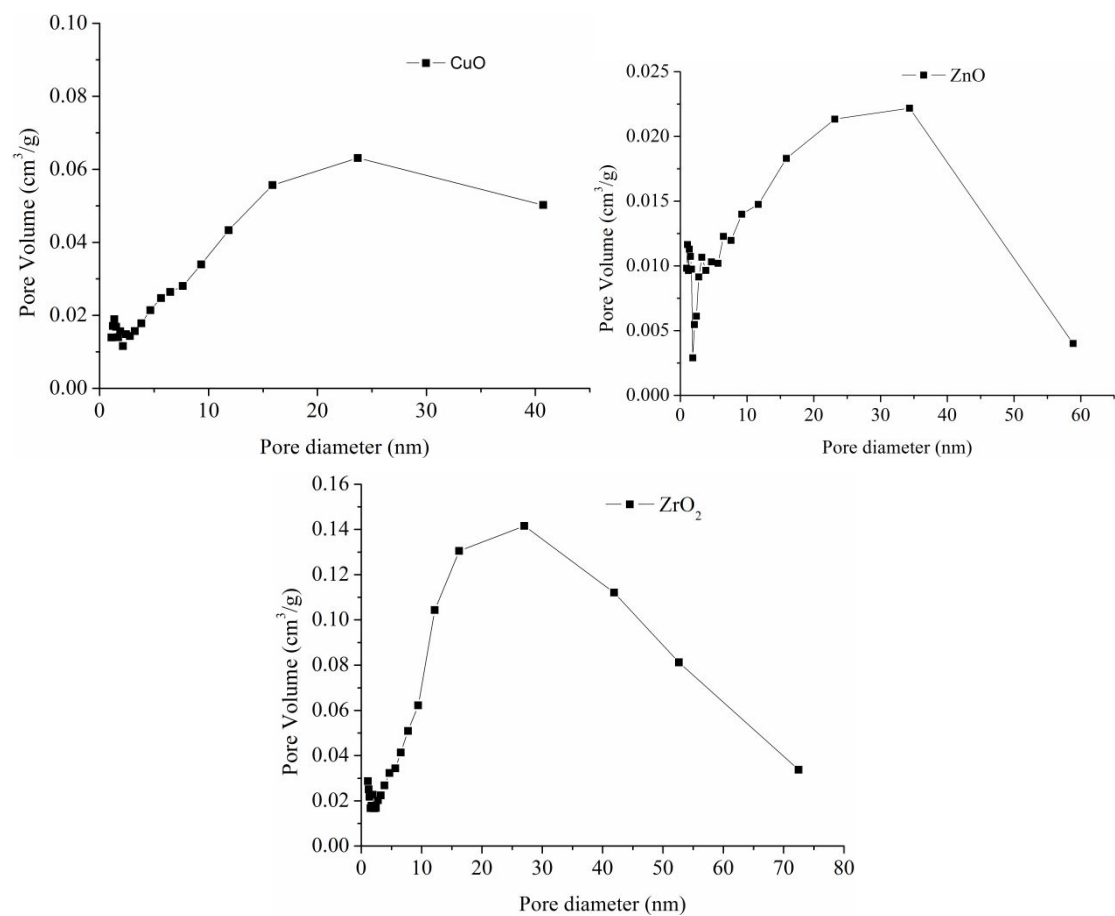 CuO
Pore Volume (cm³/g)
0.10
0.08
0.06
0.04
0.02
0.00
0 10 20 30 40
Pore diameter (nm)
ZnO
Pore Volume (cm³/g)
0.025
0.020
0.015
0.010
0.005
0.000
0 10 20 30 40 50 60
Pore diameter (nm)
ZrO₂
Pore Volume (cm³/g)
0.16
0.14
0.12
0.10
0.08
0.06
0.04
0.02
0.00
0 10 20 30 40 50 60 70 80
Pore diameter (nm)